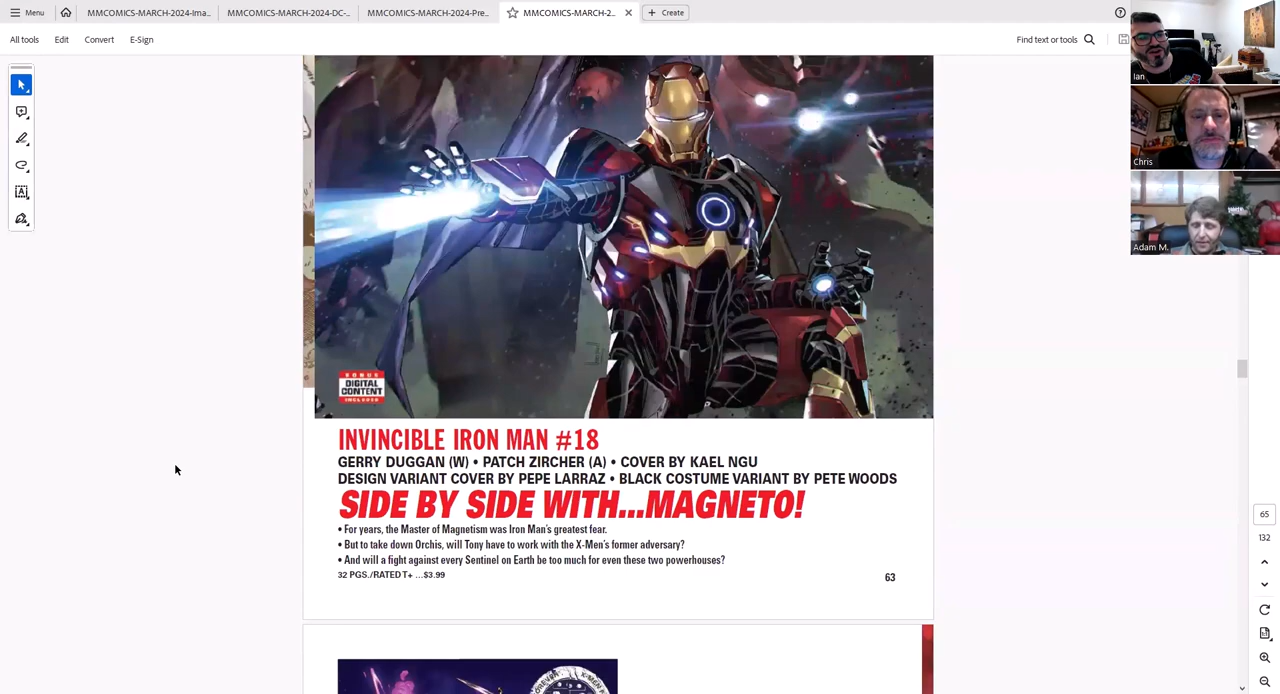 Menu
MMCOMICS-MARCH-2024-Ima...
MMCOMICS-MARCH-2024-DC-...
MMCOMICS-MARCH-2024-Pre...
MMCOMICS-MARCH-2...
+ Create
All tools
Edit
Convert
E-Sign
Find text or tools
Ian
Chris
Adam M.
BONUS
DIGITAL
CONTENT
INCLUDED
INVINCIBLE IRON MAN #18
GERRY DUGGAN (W) • PATCH ZIRCHER (A) • COVER BY KAEL NGU
DESIGN VARIANT COVER BY PEPE LARRAZ • BLACK COSTUME VARIANT BY PETE WOODS
SIDE BY SIDE WITH...MAGNETO!
• For years, the Master of Magnetism was Iron Man's greatest fear.
• But to take down Orchis, will Tony have to work with the X-Men's former adversary?
• And will a fight against every Sentinel on Earth be too much for even these two powerhouses?
32 PGS./RATED T+ ...$3.99
63
65
132